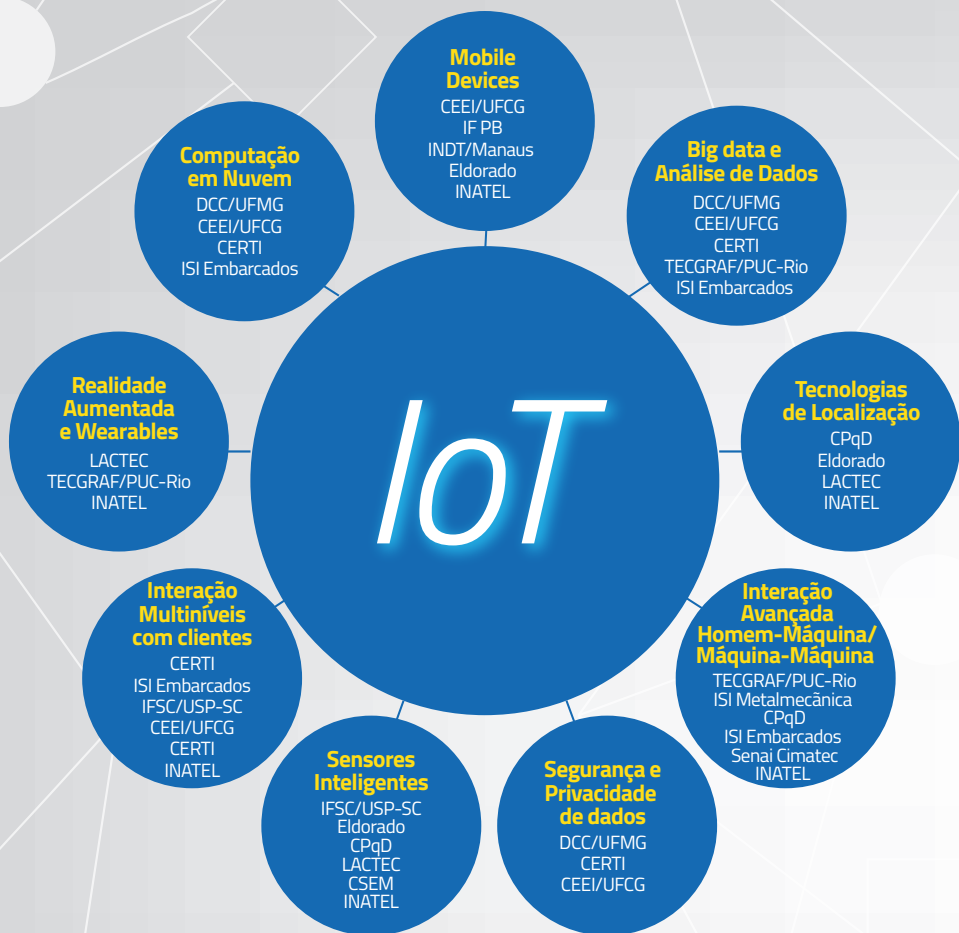 Mobile
Devices
CEEI/UFCG
IF PB
INDT/Manaus
Eldorado
INATEL
Computação
em Nuvem
DCC/UFMG
CEEI/UFCG
CERTI
ISI Embarcados
Big data e
Análise de Dados
DCC/UFMG
CEEI/UFCG
CERTI
TECGRAF/PUC-Rio
ISI Embarcados
Realidade
Aumentada
e Wearables
LACTEC
TECGRAF/PUC-Rio
INATEL
IoT
Tecnologias
de Localização
CPqD
Eldorado
LACTEC
INATEL
Interação
Multiníveis
com clientes
CERTI
ISI Embarcados
IFSC/USP-SC
CEEI/UFCG
CERTI
INATEL
Interação
Avançada
Homem-Máquina/
Máquina-Máquina
TECGRAF/PUC-Rio
ISI Metalmecãnica
CPqD
ISI Embarcados
Senai Cimatec
INATEL
Sensores
Inteligentes
IFSC/USP-SC
Eldorado
CPqD
LACTEC
CSEM
INATEL
Segurança e
Privacidade
de dados
DCC/UFMG
CERTI
CEEI/UFCG